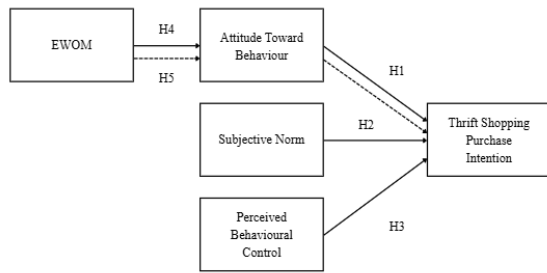 EWOM
H4
H5
Attitude Toward
Behaviour
H1
Subjective Norm
H2
Thrift Shopping
Purchase
Intention
Perceived
Behavioural
Control
H3